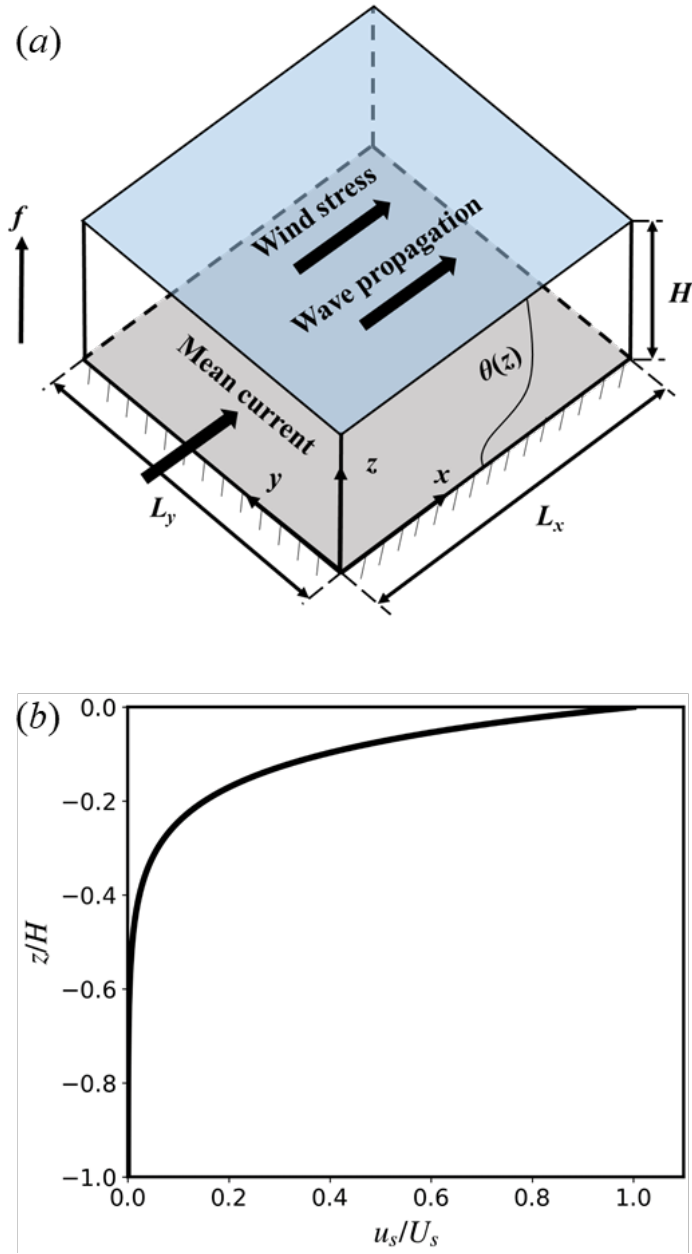 (a)
f
Wind stress
Wave propagation
Mean current
θ(z)
H
z
y
x
L_y
L_x
(b)
0.0
−0.2
−0.4
−0.6
−0.8
−1.0
z/H
0.0 0.2 0.4 0.6 0.8 1.0
u_s/U_s